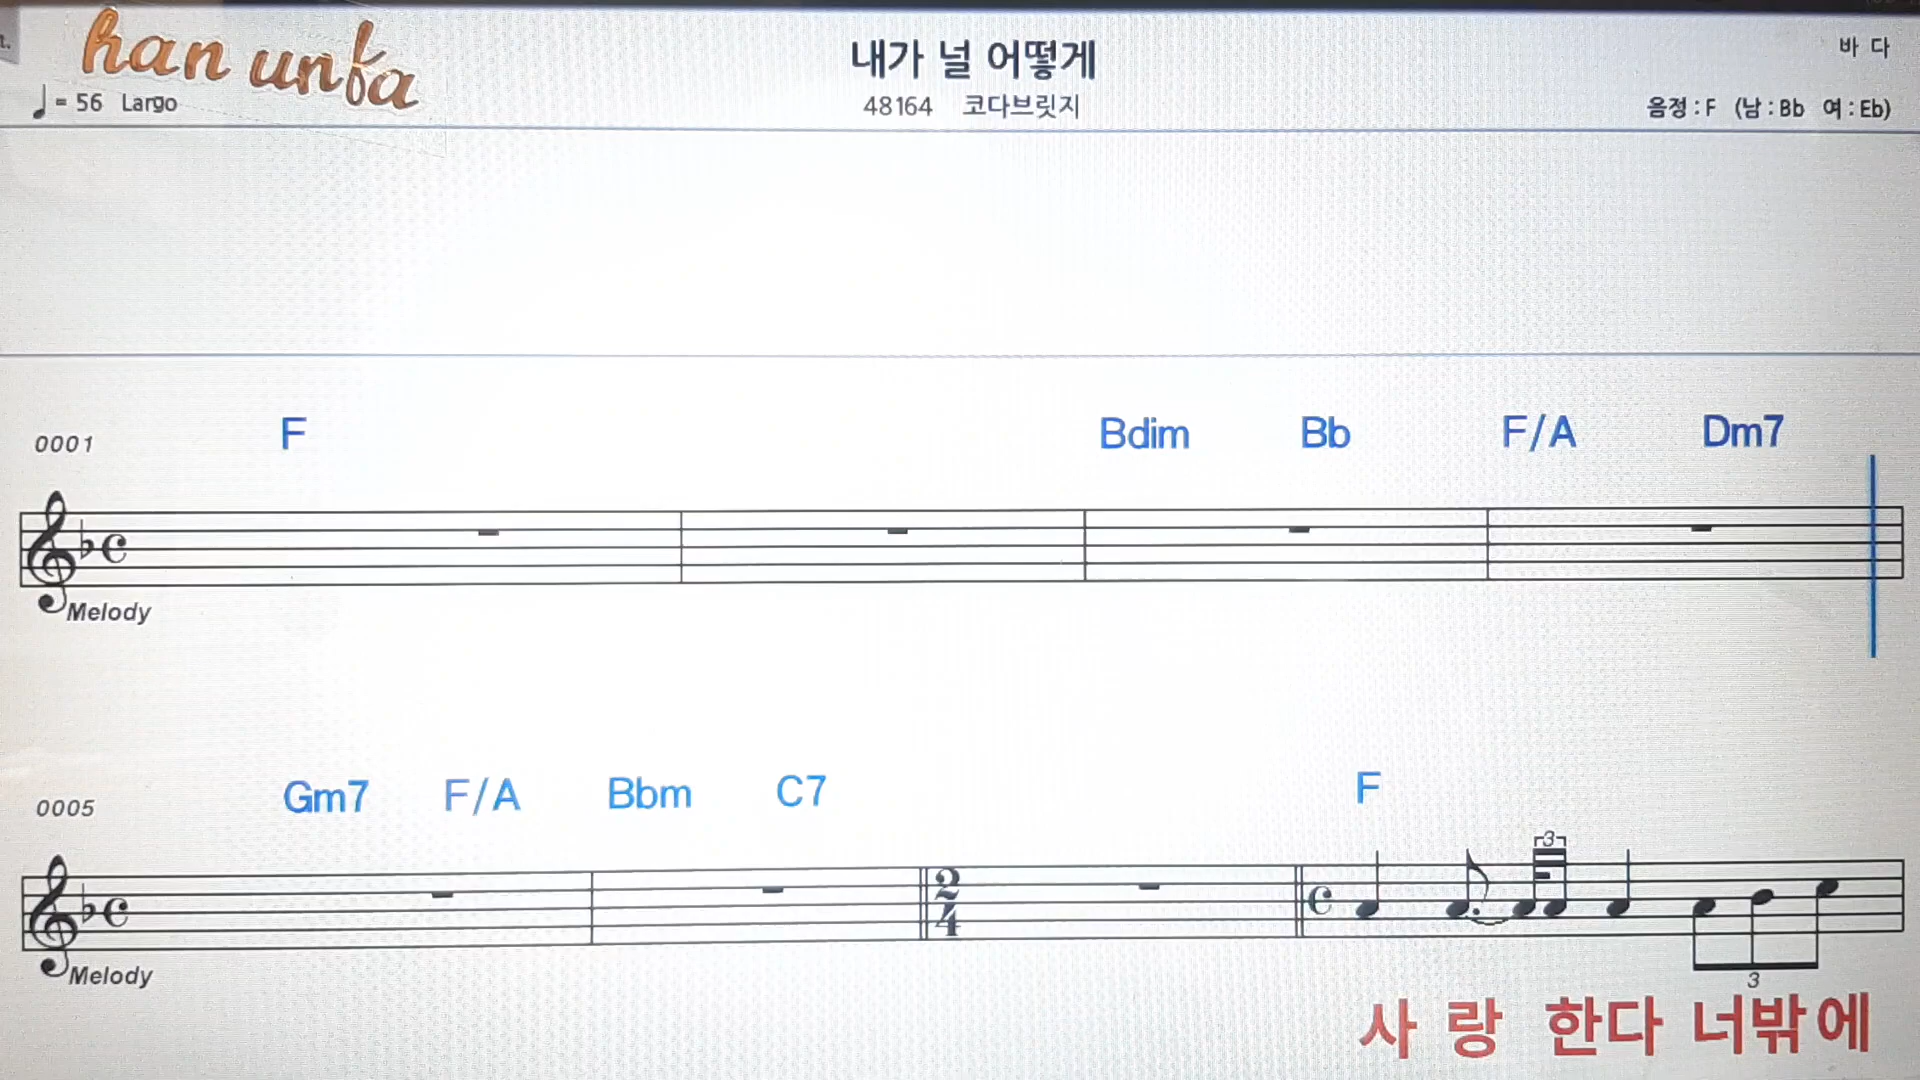 han unfa
내가 널 어떻게
바 다
♩= 56 Largo
48164 코다브릿지
음정 : F (남 : Bb 여 : Eb)
0001 F Bdim Bb F/A Dm7
Melody
0005 Gm7 F/A Bbm C7 F
3
2
4
Melody
3
사 랑 한다 너밖에